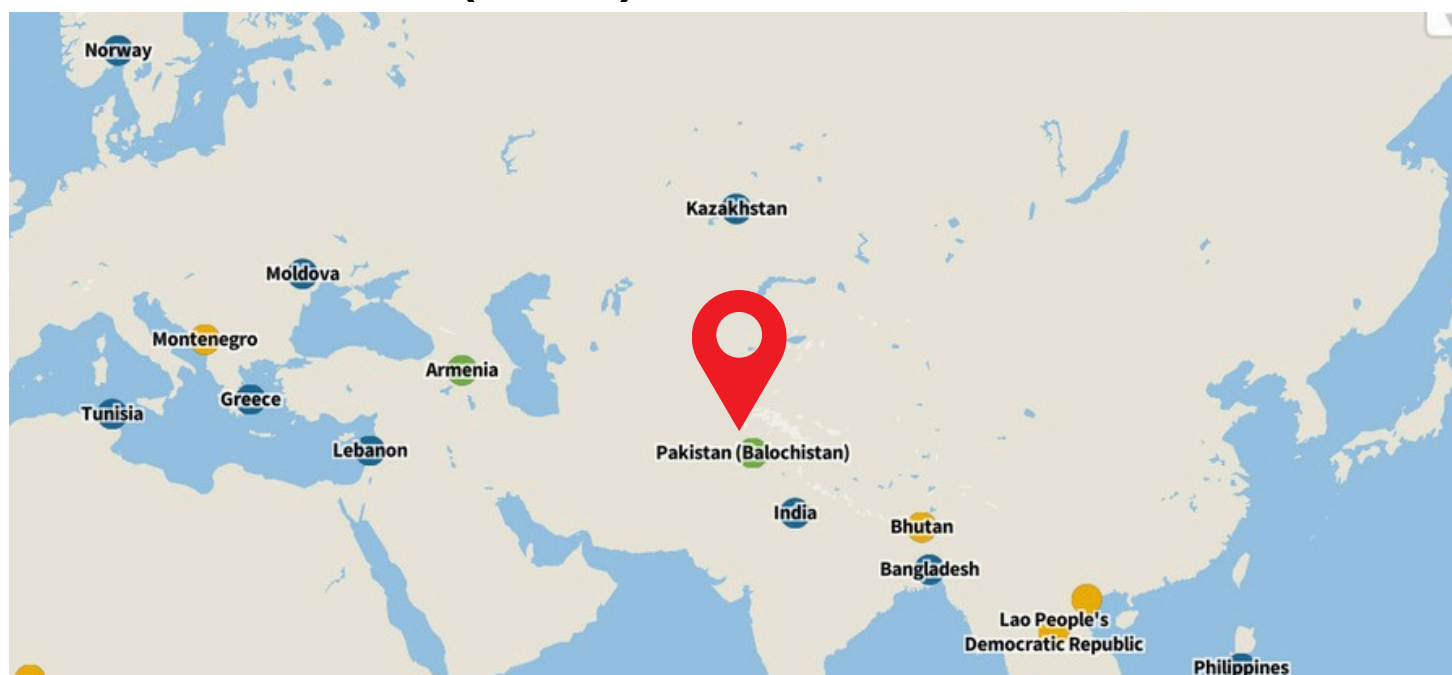 Norway
Kazakhstan
Moldova
Montenegro
Armenia
Greece
Tunisia
Lebanon
Pakistan (Balochistan)
India
Bhutan
Bangladesh
Lao People's
Democratic Republic
Philippines